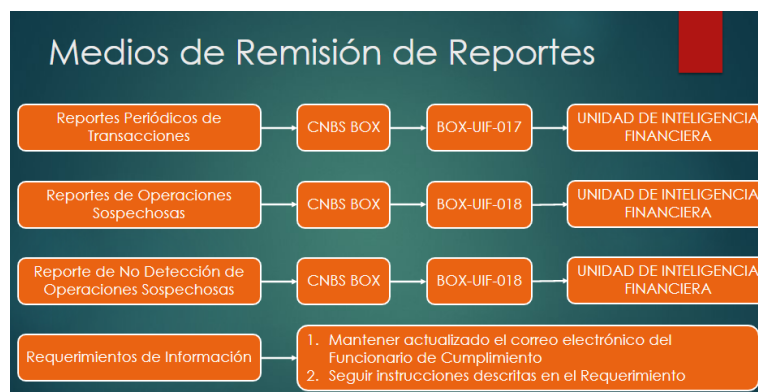 Medios de Remisión de Reportes
Reportes Periódicos de
Transacciones
CNBS BOX
BOX-UIF-017
UNIDAD DE INTELIGENCIA
FINANCIERA
Reportes de Operaciones
Sospechosas
CNBS BOX
BOX-UIF-018
UNIDAD DE INTELIGENCIA
FINANCIERA
Reporte de No Detección de
Operaciones Sospechosas
CNBS BOX
BOX-UIF-018
UNIDAD DE INTELIGENCIA
FINANCIERA
Requerimientos de Información
1. Mantener actualizado el correo electrónico del
Funcionario de Cumplimiento
2. Seguir instrucciones descritas en el Requerimiento